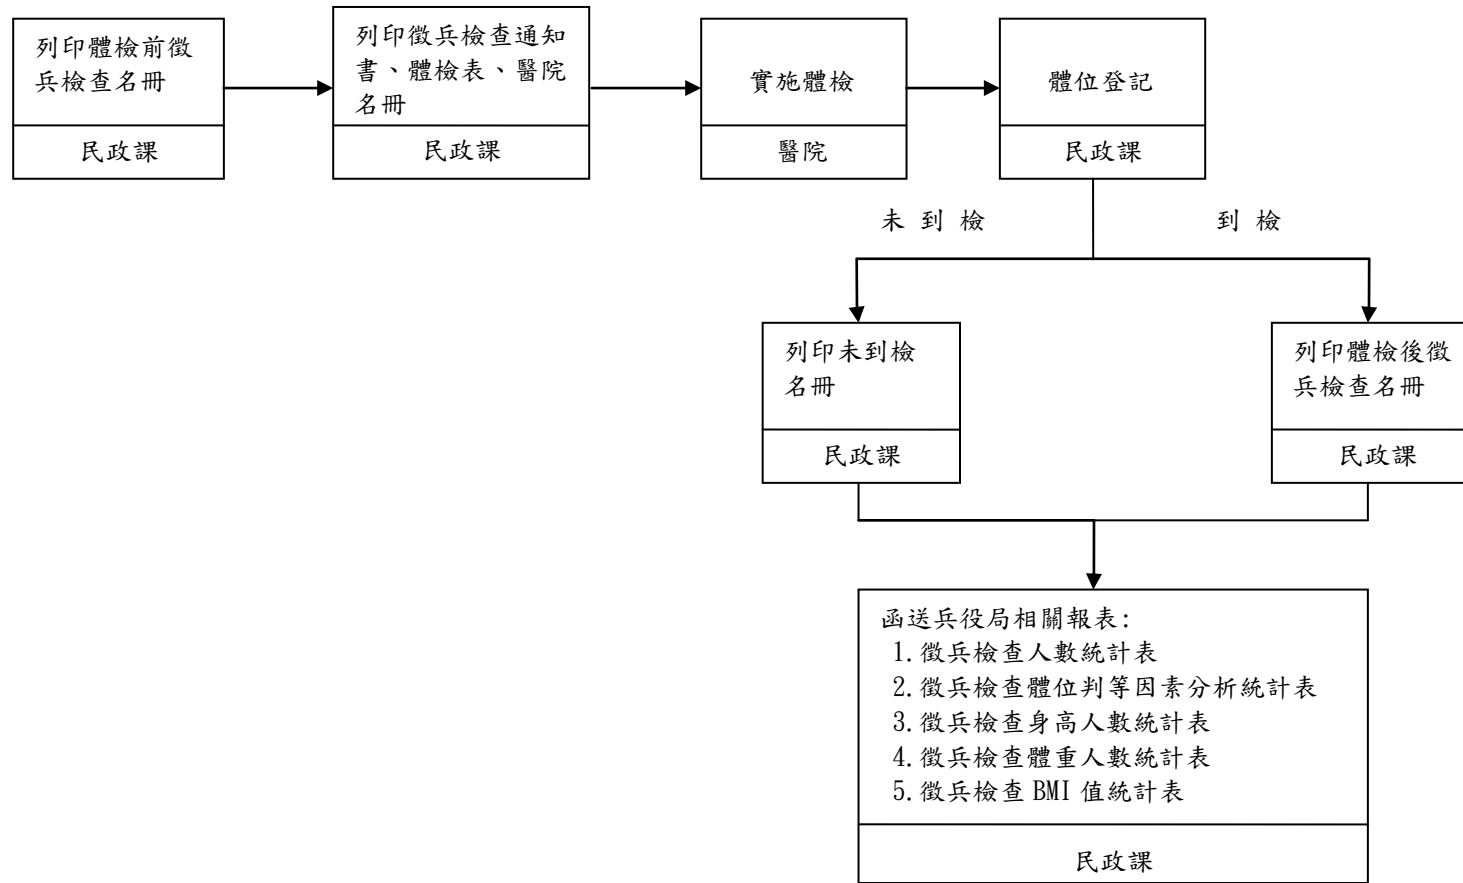 列印體檢前徵
兵檢查名冊
民政課
列印徵兵檢查通知
書、體檢表、醫院
名冊
民政課
實施體檢
醫院
體位登記
民政課
未到檢
到檢
列印未到檢
名冊
民政課
列印體檢後徵
兵檢查名冊
民政課
函送兵役局相關報表:
1.徵兵檢查人數統計表
2.徵兵檢查體位判等因素分析統計表
3.徵兵檢查身高人數統計表
4.徵兵檢查體重人數統計表
5.徵兵檢查 BMI 值統計表
民政課